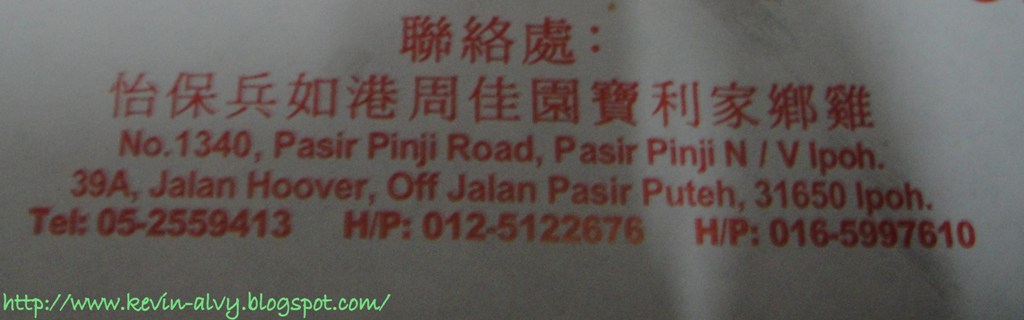 聯絡處：
怡保兵如港周佳園寶利家鄉雞
No.1340, Pasir Pinji Road, Pasir Pinji N / V Ipoh.
39A, Jalan Hoover, Off Jalan Pasir Puteh, 31650 Ipoh.
Tel: 05-2559413 H/P: 012-5122676 H/P: 016-5997610
http://www.kevin-alvy.blogspot.com/